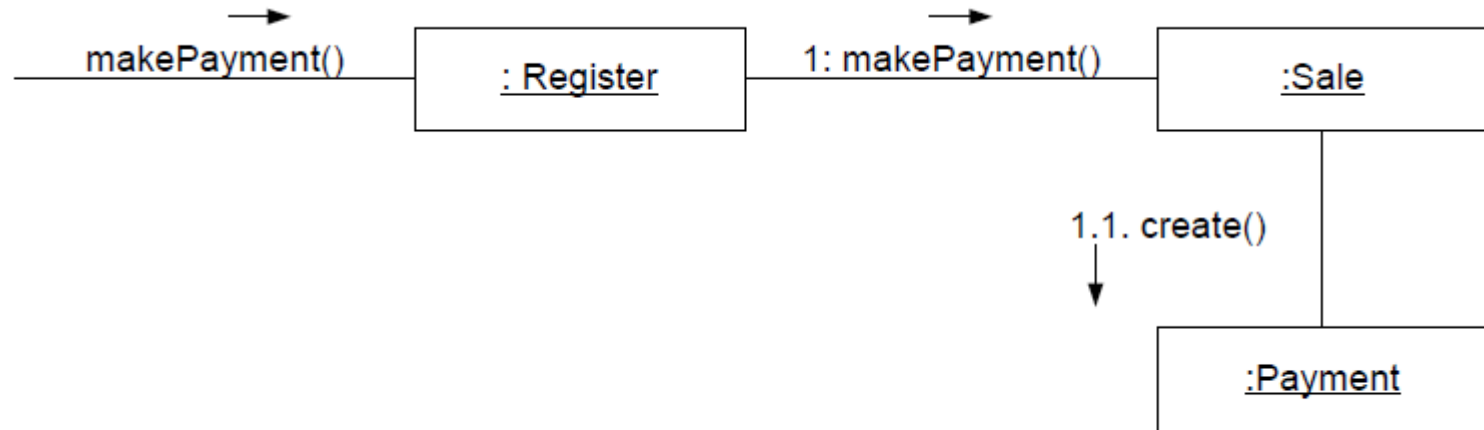 makePayment()
: Register
1: makePayment()
:Sale
1.1. create()
:Payment